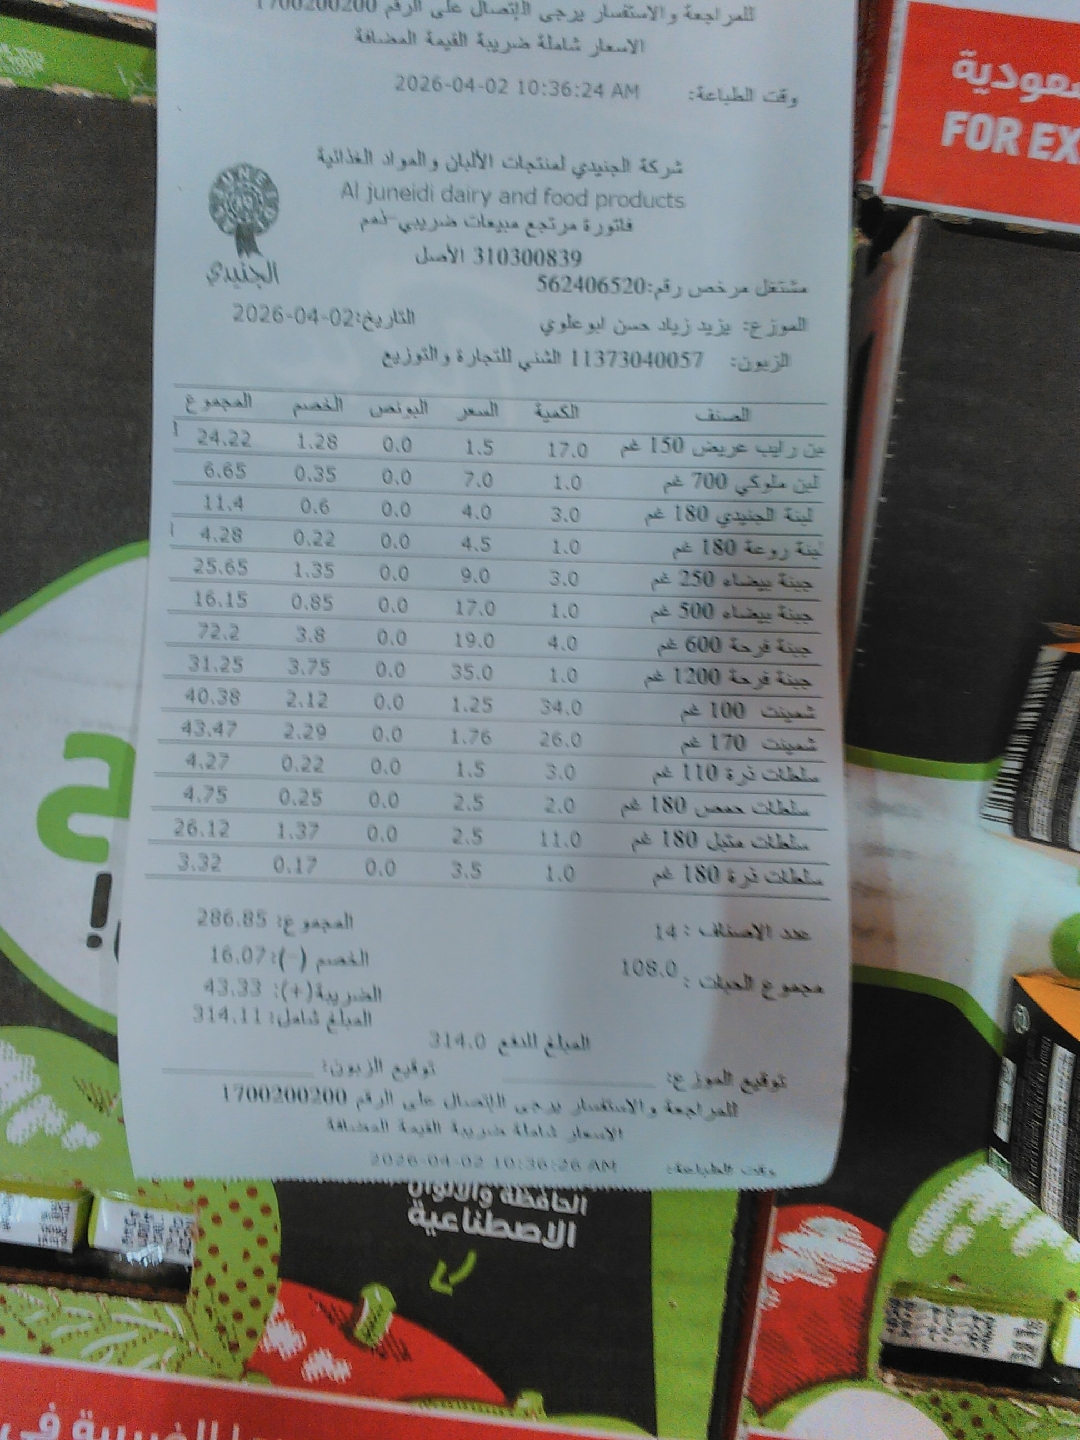 للمراجعة والاستفسار يرجى الإتصال على الرقم 1700200200
الاسعار شاملة ضريبة القيمة المضافة
وقت الطباعة: 2026-04-02 10:36:24 AM
شركة الجنيدي لمنتجات الألبان والمواد الغذائية
Al juneidi dairy and food products
فاتورة مرتجع مبيعات ضريبي-ذمم
310300839 الأصل
الجنيدي
مشتغل مرخص رقم:562406520
الموزع: يزيد زياد حسن ابوعلوي التاريخ:2026-04-02
الزبون: 11373040057 الشني للتجارة والتوزيع
الصنف الكمية السعر البونص الخصم المجموع
بن رايب عريض 150 غم 17.0 1.5 0.0 1.28 24.22
لبن ملوكي 700 غم 1.0 7.0 0.0 0.35 6.65
لبنة الجنيدي 180 غم 3.0 4.0 0.0 0.6 11.4
لبنة روعة 180 غم 1.0 4.5 0.0 0.22 4.28
جبنة بيضاء 250 غم 3.0 9.0 0.0 1.35 25.65
جبنة بيضاء 500 غم 1.0 17.0 0.0 0.85 16.15
جبنة فرحة 600 غم 4.0 19.0 0.0 3.8 72.2
جبنة فرحة 1200 غم 1.0 35.0 0.0 3.75 31.25
شمينت 100 غم 34.0 1.25 0.0 2.12 40.38
شمينت 170 غم 26.0 1.76 0.0 2.29 43.47
سلطات ذرة 110 غم 3.0 1.5 0.0 0.22 4.27
سلطات حمص 180 غم 2.0 2.5 0.0 0.25 4.75
سلطات متبل 180 غم 11.0 2.5 0.0 1.37 26.12
سلطات ذرة 180 غم 1.0 3.5 0.0 0.17 3.32
عدد الاصناف : 14 المجموع: 286.85
مجموع الحبات : 108.0 الخصم (-):16.07
الضريبة(+): 43.33
المبلغ شامل: 314.11
المبلغ للدفع 314.0
توقيع الموزع: توقيع الزبون:
للمراجعة والاستفسار يرجى الإتصال على الرقم 1700200200
الاسعار شاملة ضريبة القيمة المضافة
وقت الطباعة: 2026-04-02 10:36:26 AM
FOR EX
الحافظة والألوان
الاصطناعية